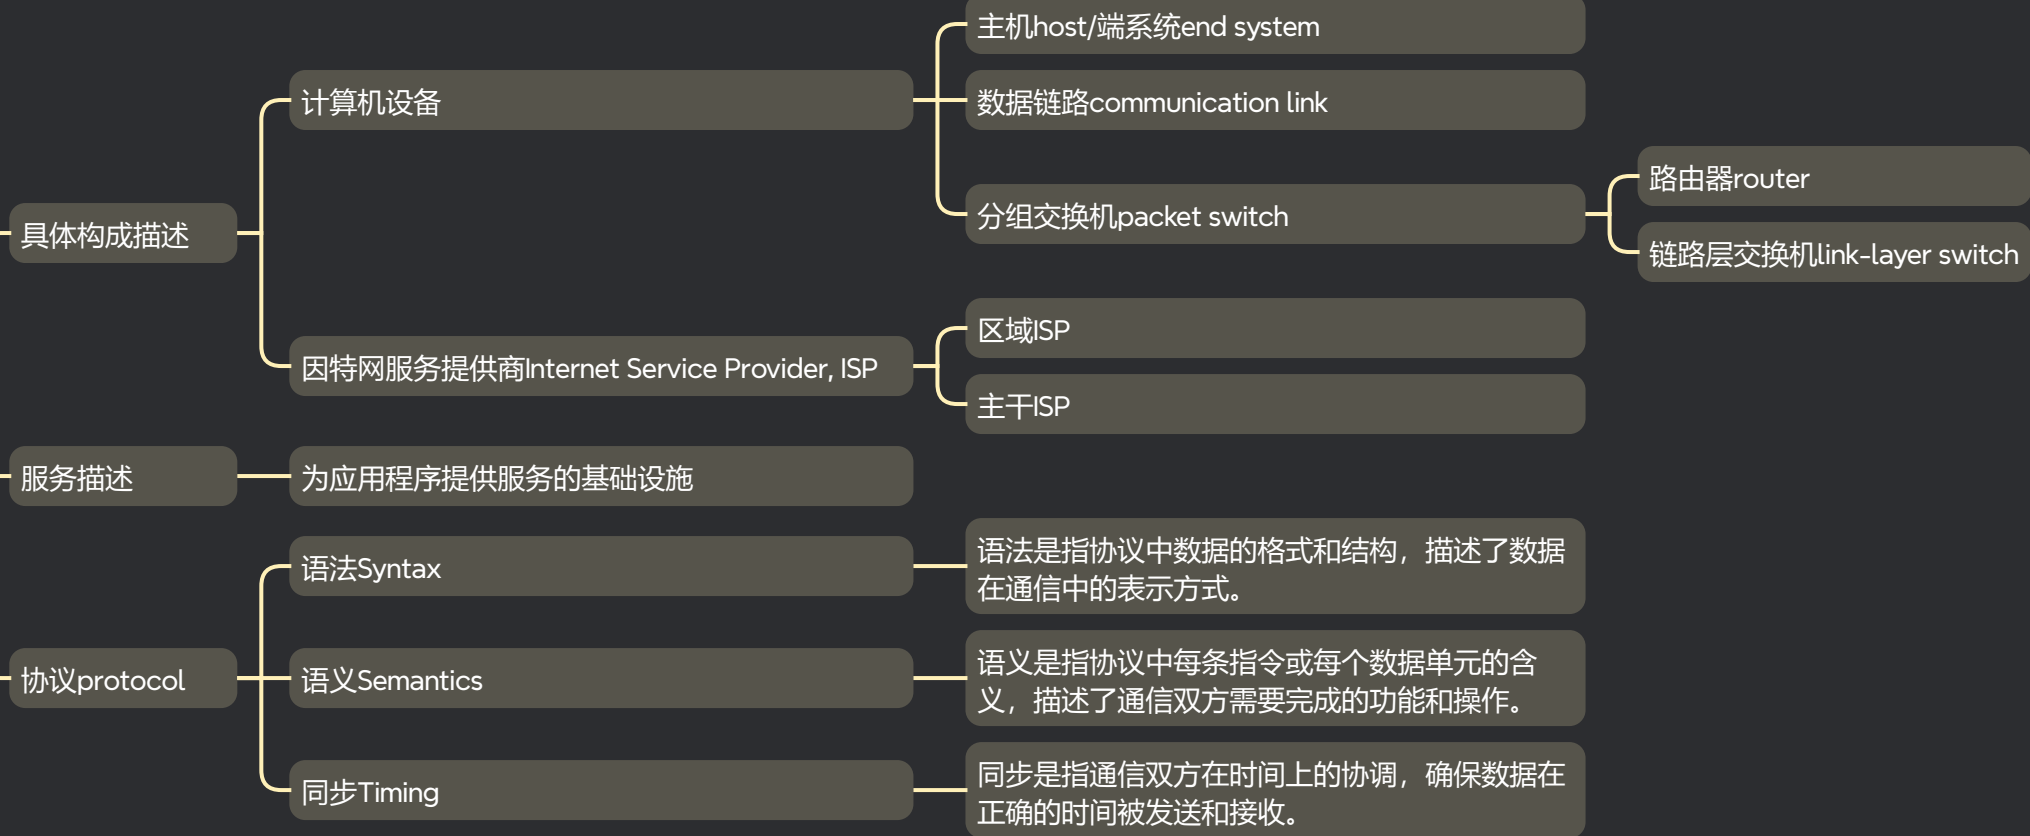 具体构成描述
计算机设备
主机host/端系统end system
数据链路communication link
分组交换机packet switch
路由器router
链路层交换机link-layer switch
因特网服务提供商Internet Service Provider, ISP
区域ISP
主干ISP
服务描述
为应用程序提供服务的基础设施
协议protocol
语法Syntax
语法是指协议中数据的格式和结构，描述了数据
在通信中的表示方式。
语义Semantics
语义是指协议中每条指令或每个数据单元的含
义，描述了通信双方需要完成的功能和操作。
同步Timing
同步是指通信双方在时间上的协调，确保数据在
正确的时间被发送和接收。